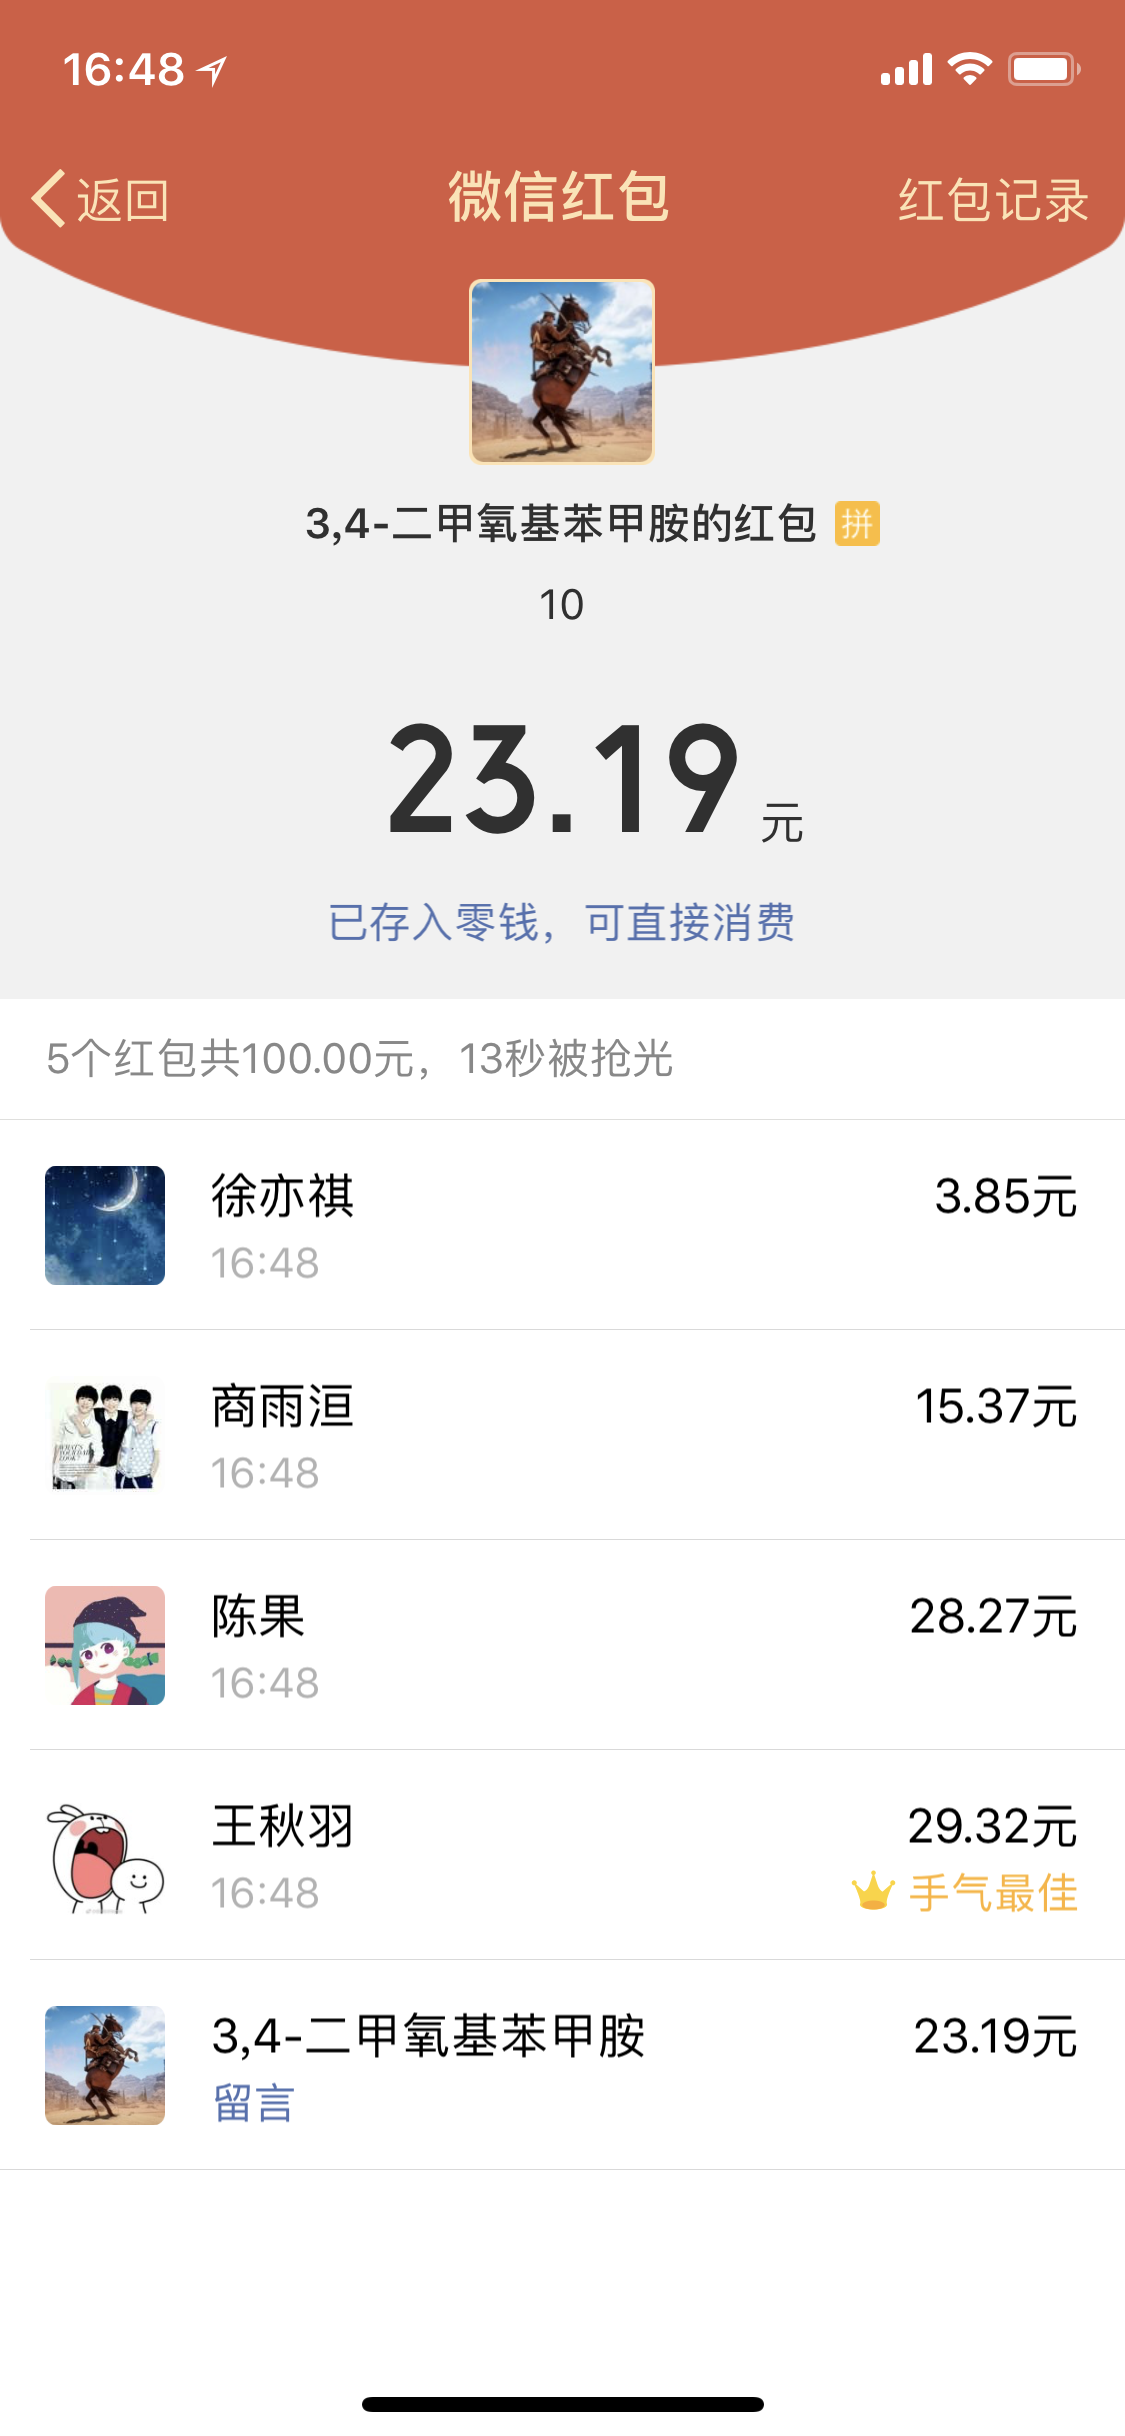 16:48
返回
微信红包
红包记录
3,4-二甲氧基苯甲胺的红包 拼
10
23.19 元
已存入零钱，可直接消费
5个红包共100.00元，13秒被抢光
徐亦祺
3.85元
16:48
商雨洹
15.37元
16:48
WHAT'S
YOUR DAY
LOOK?
陈果
28.27元
16:48
王秋羽
29.32元
16:48
手气最佳
3,4-二甲氧基苯甲胺
23.19元
留言